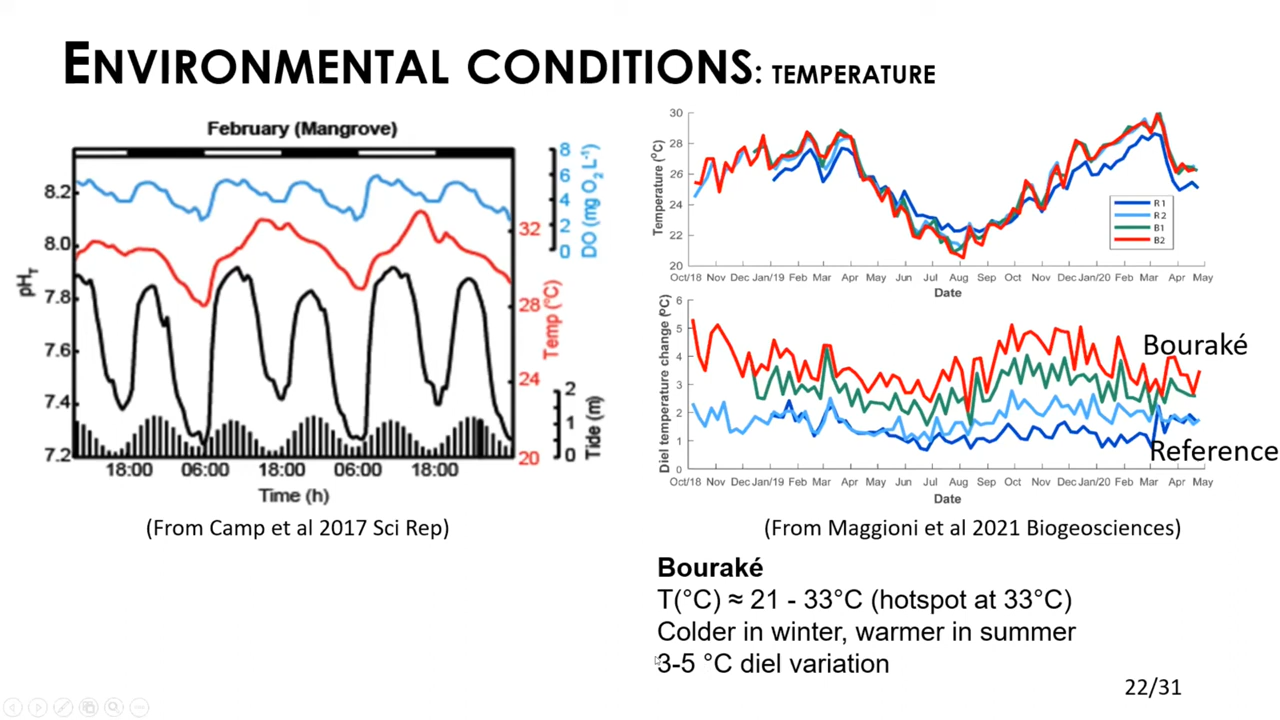 ENVIRONMENTAL CONDITIONS: TEMPERATURE
February (Mangrove)
8.2
8.0
7.8
7.6
7.4
7.2
pHT
8
6
4
2
0
DO (mg O2 L-1)
32
28
24
20
Temp (°C)
2
1
0
Tide (m)
18:00 06:00 18:00 06:00 18:00
Time (h)
(From Camp et al 2017 Sci Rep)
30
28
26
24
22
20
Temperature (°C)
R1
R2
B1
B2
Oct/18 Nov Dec Jan/19 Feb Mar Apr May Jun Jul Aug Sep Oct Nov Dec Jan/20 Feb Mar Apr May
Date
6
5
4
3
2
1
0
Diel temperature change (°C)
Bouraké
Reference
Oct/18 Nov Dec Jan/19 Feb Mar Apr May Jun Jul Aug Sep Oct Nov Dec Jan/20 Feb Mar Apr May
Date
(From Maggioni et al 2021 Biogeosciences)
Bouraké
T(°C) ≈ 21 - 33°C (hotspot at 33°C)
Colder in winter, warmer in summer
3-5 °C diel variation
22/31